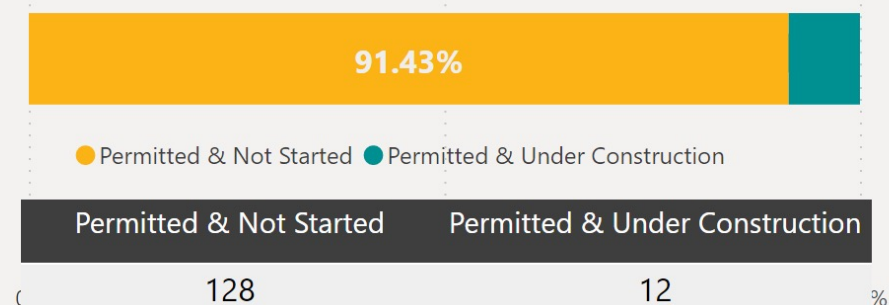 91.43%
Permitted & Not Started Permitted & Under Construction
Permitted & Not Started Permitted & Under Construction
128 12 %